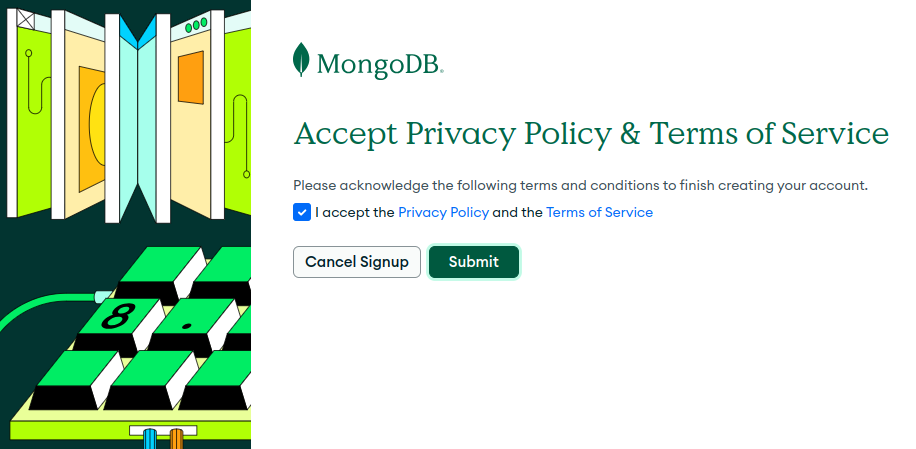 MongoDB®
Accept Privacy Policy & Terms of Service
Please acknowledge the following terms and conditions to finish creating your account.
I accept the Privacy Policy and the Terms of Service
Cancel Signup Submit
8 .